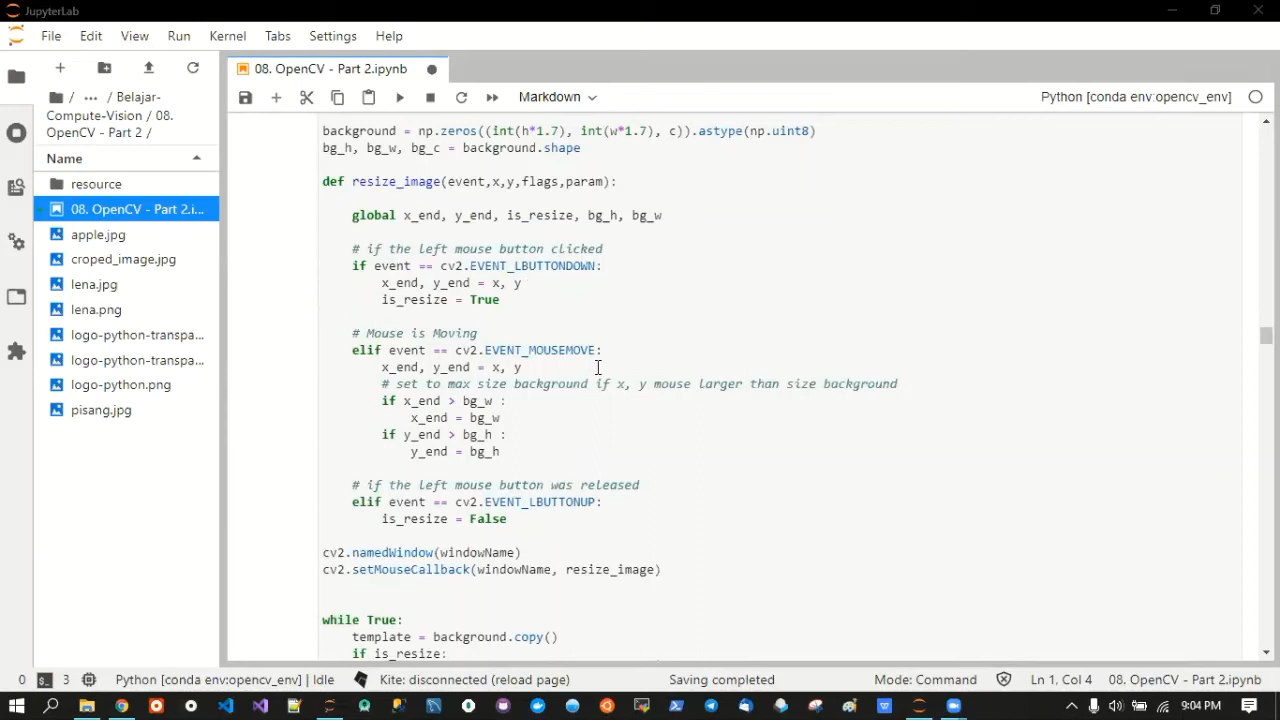 JupyterLab
File Edit View Run Kernel Tabs Settings Help
08. OpenCV - Part 2.ipynb
/ ... / Belajar-
Compute-Vision / 08.
OpenCV - Part 2 /
Name
resource
08. OpenCV - Part 2.i...
apple.jpg
croped_image.jpg
lena.jpg
lena.png
logo-python-transpa...
logo-python-transpa...
logo-python.png
pisang.jpg
Markdown
Python [conda env:opencv_env]
background = np.zeros((int(h*1.7), int(w*1.7), c)).astype(np.uint8)
bg_h, bg_w, bg_c = background.shape
def resize_image(event,x,y,flags,param):
global x_end, y_end, is_resize, bg_h, bg_w
# if the left mouse button clicked
if event == cv2.EVENT_LBUTTONDOWN:
x_end, y_end = x, y
is_resize = True
# Mouse is Moving
elif event == cv2.EVENT_MOUSEMOVE:
x_end, y_end = x, y
# set to max size background if x, y mouse larger than size background
if x_end > bg_w :
x_end = bg_w
if y_end > bg_h :
y_end = bg_h
# if the left mouse button was released
elif event == cv2.EVENT_LBUTTONUP:
is_resize = False
cv2.namedWindow(windowName)
cv2.setMouseCallback(windowName, resize_image)
while True:
template = background.copy()
if is_resize:
0 3 Python [conda env:opencv_env] | Idle Kite: disconnected (reload page) Saving completed Mode: Command Ln 1, Col 4 08. OpenCV - Part 2.ipynb
9:04 PM